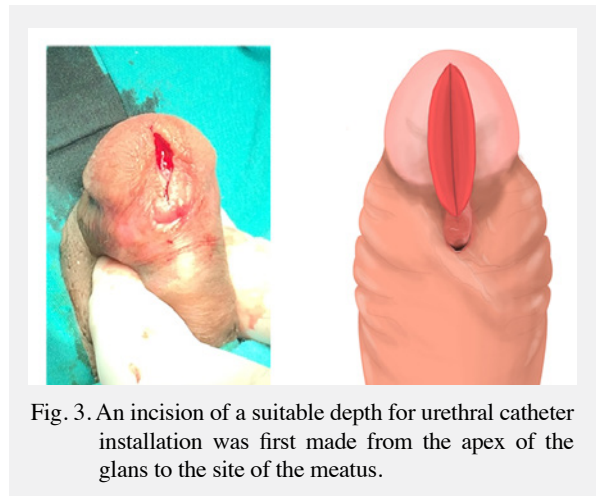 Fig. 3. An incision of a suitable depth for urethral catheter
installation was first made from the apex of the
glans to the site of the meatus.